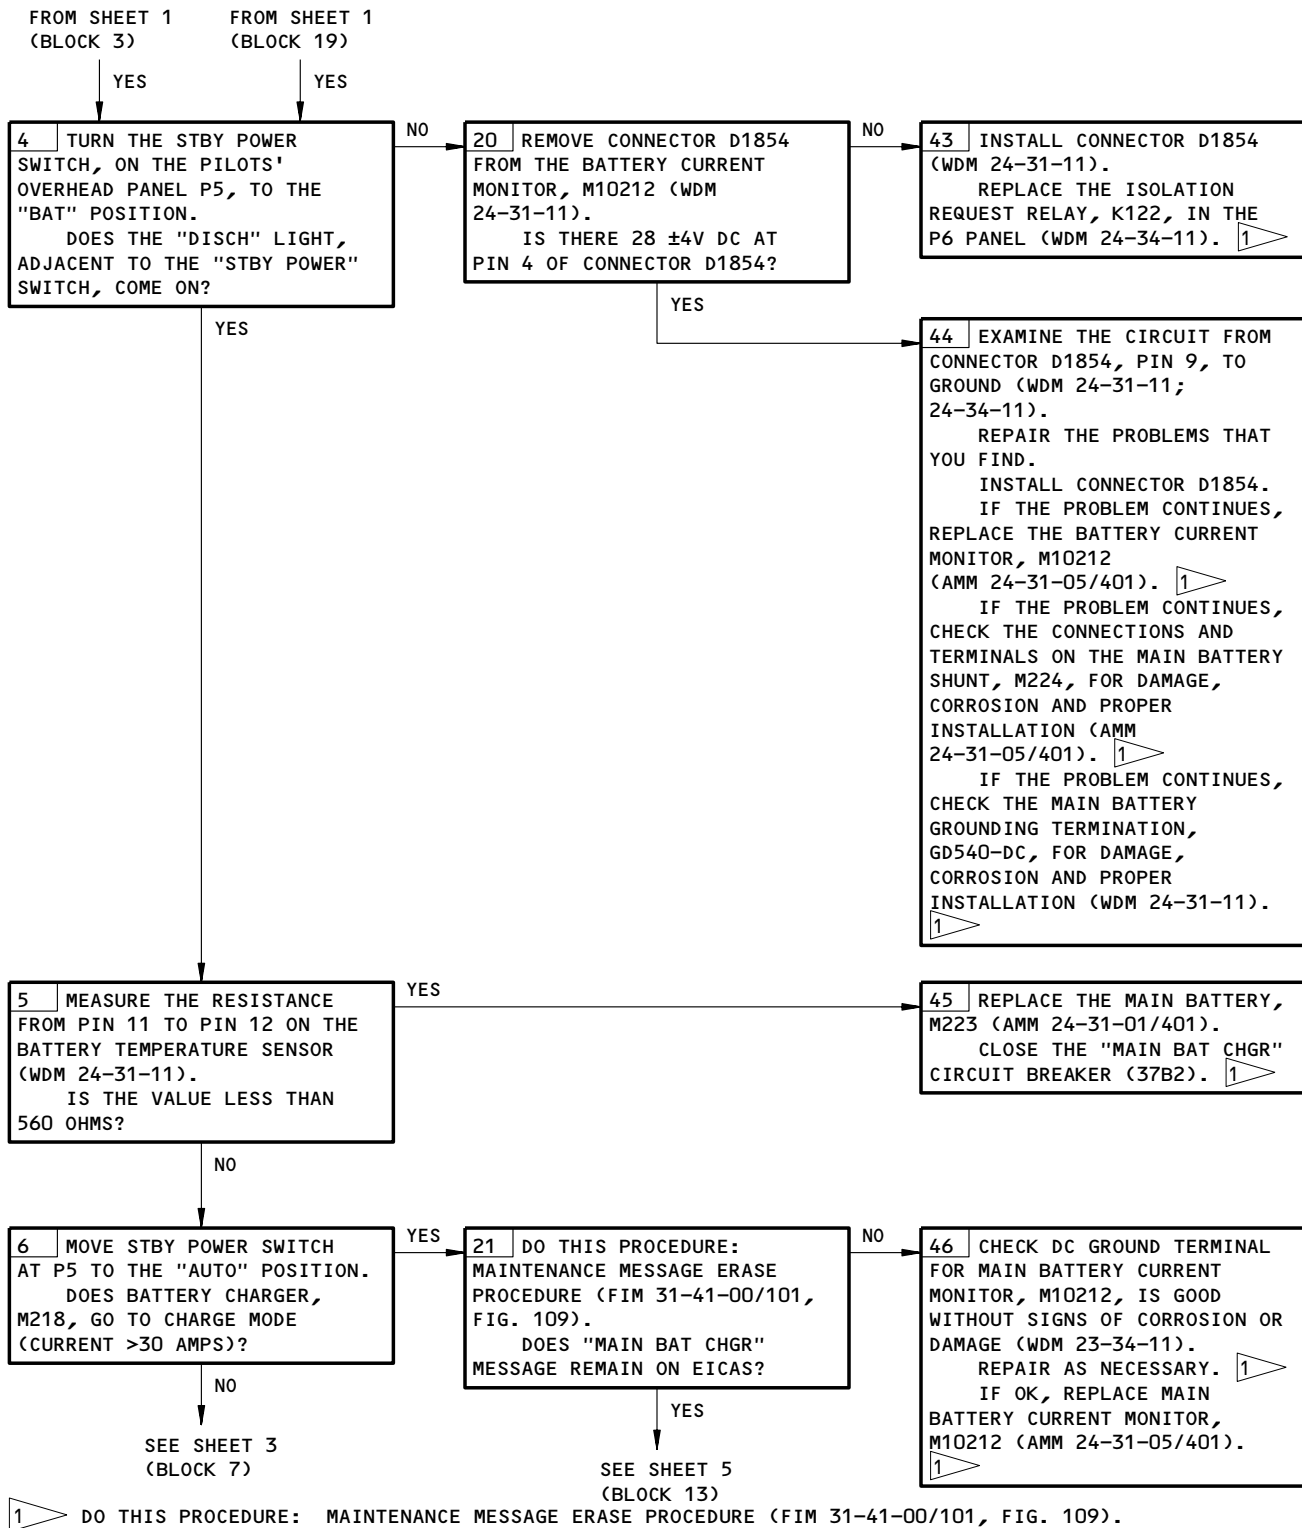 FROM SHEET 1
(BLOCK 3)
FROM SHEET 1
(BLOCK 19)
YES
YES
4 TURN THE STBY POWER
SWITCH, ON THE PILOTS'
OVERHEAD PANEL P5, TO THE
"BAT" POSITION.
DOES THE "DISCH" LIGHT,
ADJACENT TO THE "STBY POWER"
SWITCH, COME ON?
NO
20 REMOVE CONNECTOR D1854
FROM THE BATTERY CURRENT
MONITOR, M10212 (WDM
24-31-11).
IS THERE 28 ±4V DC AT
PIN 4 OF CONNECTOR D1854?
NO
43 INSTALL CONNECTOR D1854
(WDM 24-31-11).
REPLACE THE ISOLATION
REQUEST RELAY, K122, IN THE
P6 PANEL (WDM 24-34-11). 1
YES
YES
44 EXAMINE THE CIRCUIT FROM
CONNECTOR D1854, PIN 9, TO
GROUND (WDM 24-31-11;
24-34-11).
REPAIR THE PROBLEMS THAT
YOU FIND.
INSTALL CONNECTOR D1854.
IF THE PROBLEM CONTINUES,
REPLACE THE BATTERY CURRENT
MONITOR, M10212
(AMM 24-31-05/401). 1
IF THE PROBLEM CONTINUES,
CHECK THE CONNECTIONS AND
TERMINALS ON THE MAIN BATTERY
SHUNT, M224, FOR DAMAGE,
CORROSION AND PROPER
INSTALLATION (AMM
24-31-05/401). 1
IF THE PROBLEM CONTINUES,
CHECK THE MAIN BATTERY
GROUNDING TERMINATION,
GD540-DC, FOR DAMAGE,
CORROSION AND PROPER
INSTALLATION (WDM 24-31-11).
1
5 MEASURE THE RESISTANCE
FROM PIN 11 TO PIN 12 ON THE
BATTERY TEMPERATURE SENSOR
(WDM 24-31-11).
IS THE VALUE LESS THAN
560 OHMS?
YES
45 REPLACE THE MAIN BATTERY,
M223 (AMM 24-31-01/401).
CLOSE THE "MAIN BAT CHGR"
CIRCUIT BREAKER (37B2). 1
NO
6 MOVE STBY POWER SWITCH
AT P5 TO THE "AUTO" POSITION.
DOES BATTERY CHARGER,
M218, GO TO CHARGE MODE
(CURRENT >30 AMPS)?
YES
21 DO THIS PROCEDURE:
MAINTENANCE MESSAGE ERASE
PROCEDURE (FIM 31-41-00/101,
FIG. 109).
DOES "MAIN BAT CHGR"
MESSAGE REMAIN ON EICAS?
NO
46 CHECK DC GROUND TERMINAL
FOR MAIN BATTERY CURRENT
MONITOR, M10212, IS GOOD
WITHOUT SIGNS OF CORROSION OR
DAMAGE (WDM 23-34-11).
REPAIR AS NECESSARY. 1
IF OK, REPLACE MAIN
BATTERY CURRENT MONITOR,
M10212 (AMM 24-31-05/401).
1
NO
SEE SHEET 3
(BLOCK 7)
YES
SEE SHEET 5
(BLOCK 13)
1 DO THIS PROCEDURE: MAINTENANCE MESSAGE ERASE PROCEDURE (FIM 31-41-00/101, FIG. 109).